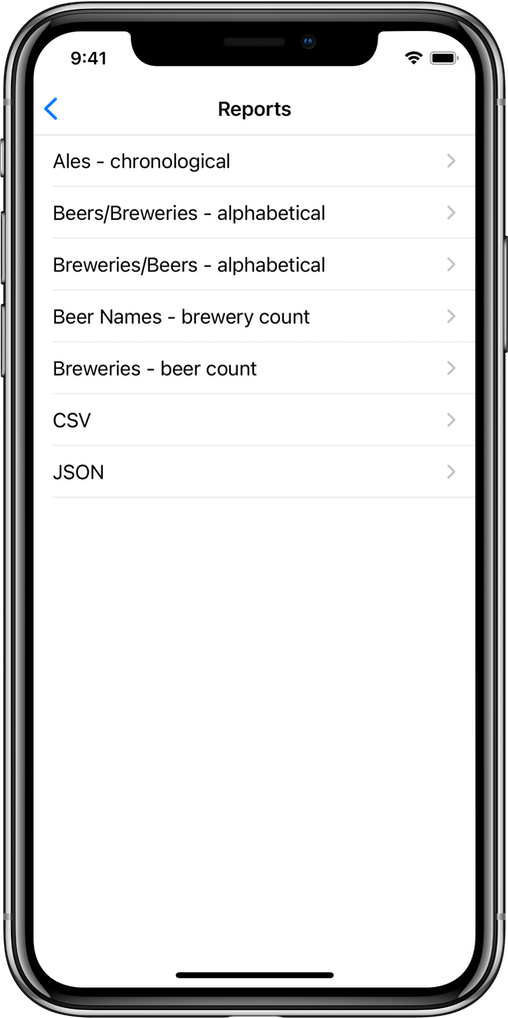 9:41
Reports
Ales - chronological
Beers/Breweries - alphabetical
Breweries/Beers - alphabetical
Beer Names - brewery count
Breweries - beer count
CSV
JSON